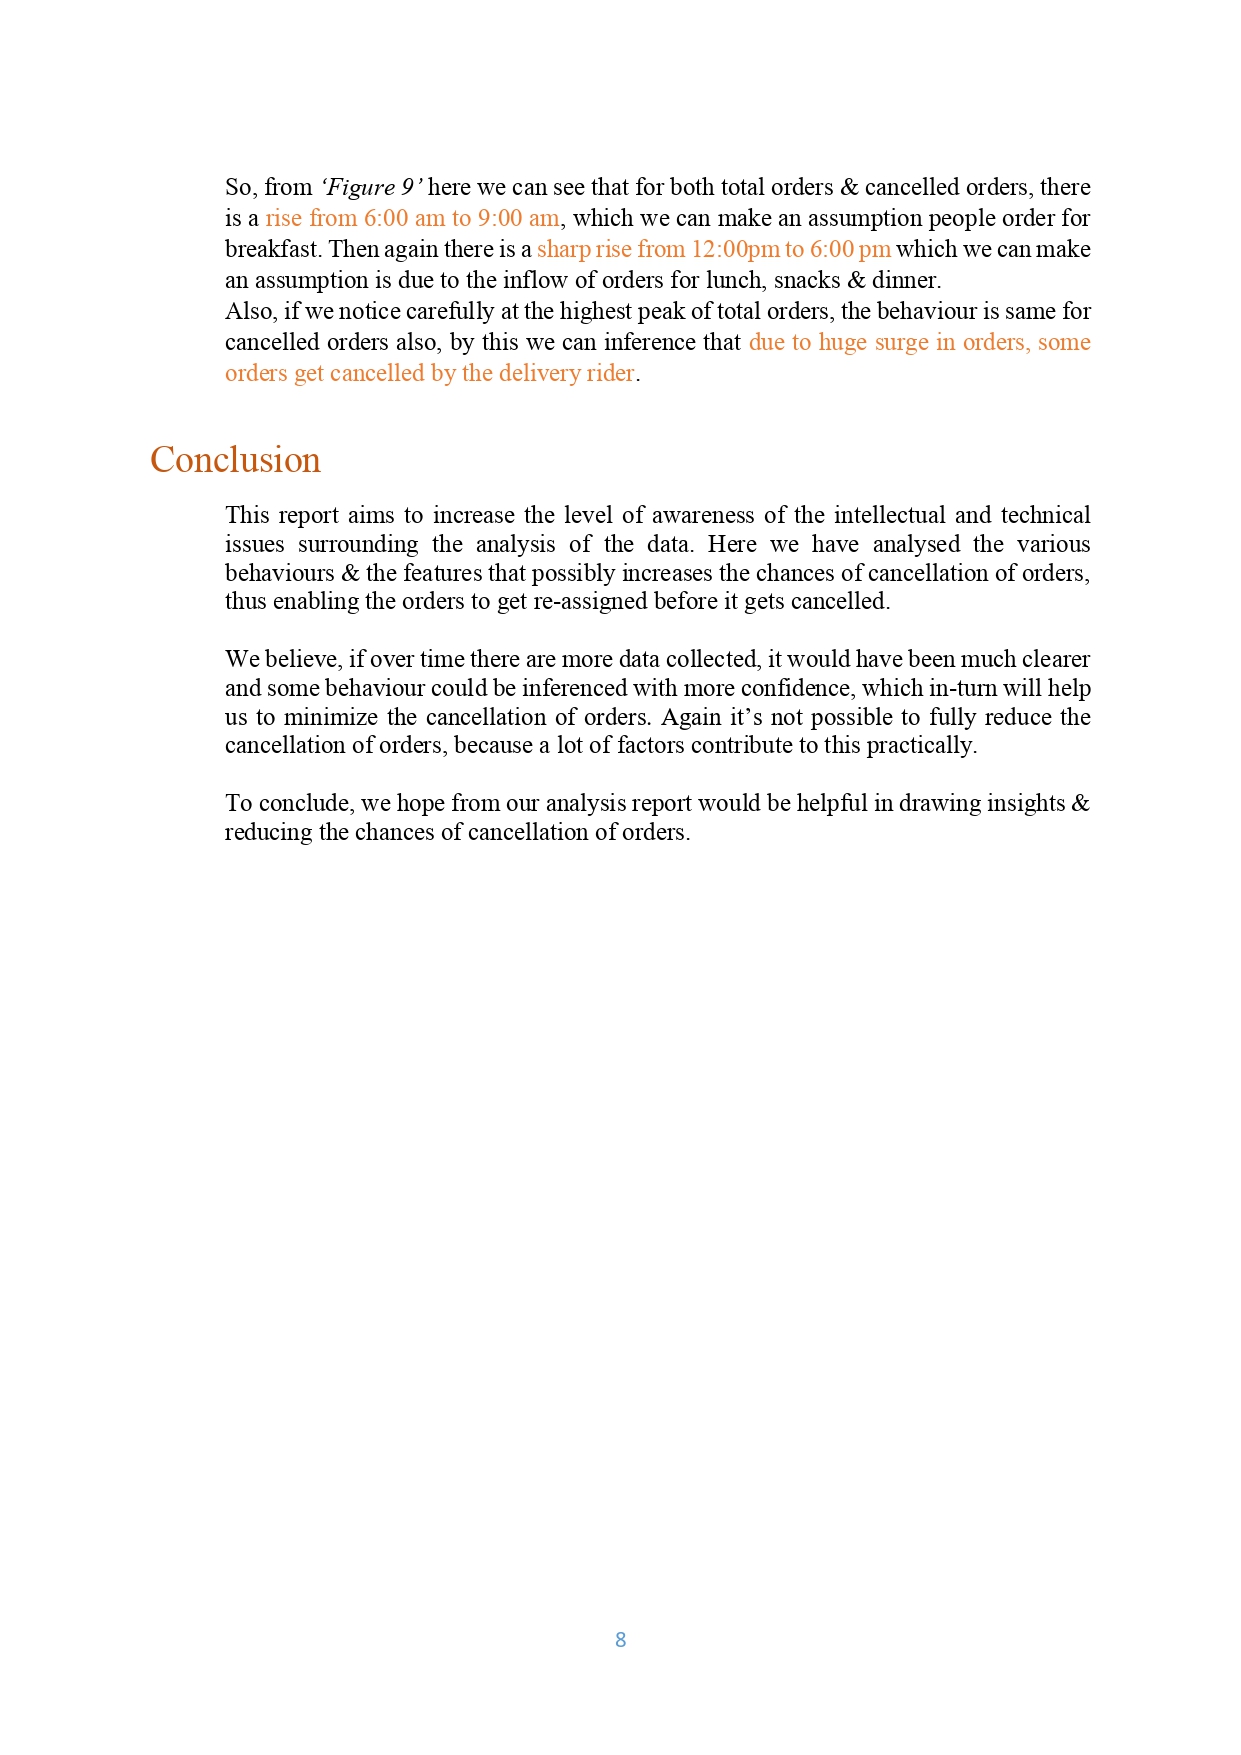 So, from ‘Figure 9’ here we can see that for both total orders & cancelled orders, there
is a rise from 6:00 am to 9:00 am, which we can make an assumption people order for
breakfast. Then again there is a sharp rise from 12:00pm to 6:00 pm which we can make
an assumption is due to the inflow of orders for lunch, snacks & dinner.
Also, if we notice carefully at the highest peak of total orders, the behaviour is same for
cancelled orders also, by this we can inference that due to huge surge in orders, some
orders get cancelled by the delivery rider.
Conclusion
This report aims to increase the level of awareness of the intellectual and technical
issues surrounding the analysis of the data. Here we have analysed the various
behaviours & the features that possibly increases the chances of cancellation of orders,
thus enabling the orders to get re-assigned before it gets cancelled.
We believe, if over time there are more data collected, it would have been much clearer
and some behaviour could be inferenced with more confidence, which in-turn will help
us to minimize the cancellation of orders. Again it’s not possible to fully reduce the
cancellation of orders, because a lot of factors contribute to this practically.
To conclude, we hope from our analysis report would be helpful in drawing insights &
reducing the chances of cancellation of orders.
8